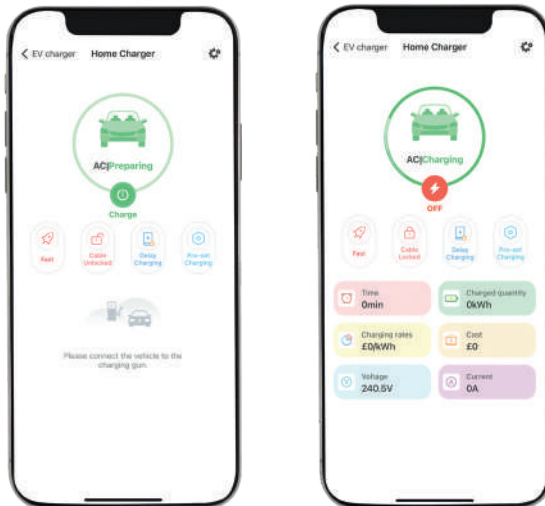 EV charger Home Charger
AC|Preparing
Charge
Fast
Cable
Unlocked
Delay
Charging
Pre-set
Charging
Please connect the vehicle to the
charging gun.
EV charger Home Charger
AC|Charging
OFF
Fast
Cable
Locked
Delay
Charging
Pre-set
Charging
Time
0min
Charged quantity
0kWh
Charging rates
£0/kWh
Cost
£0
Voltage
240.5V
Current
0A